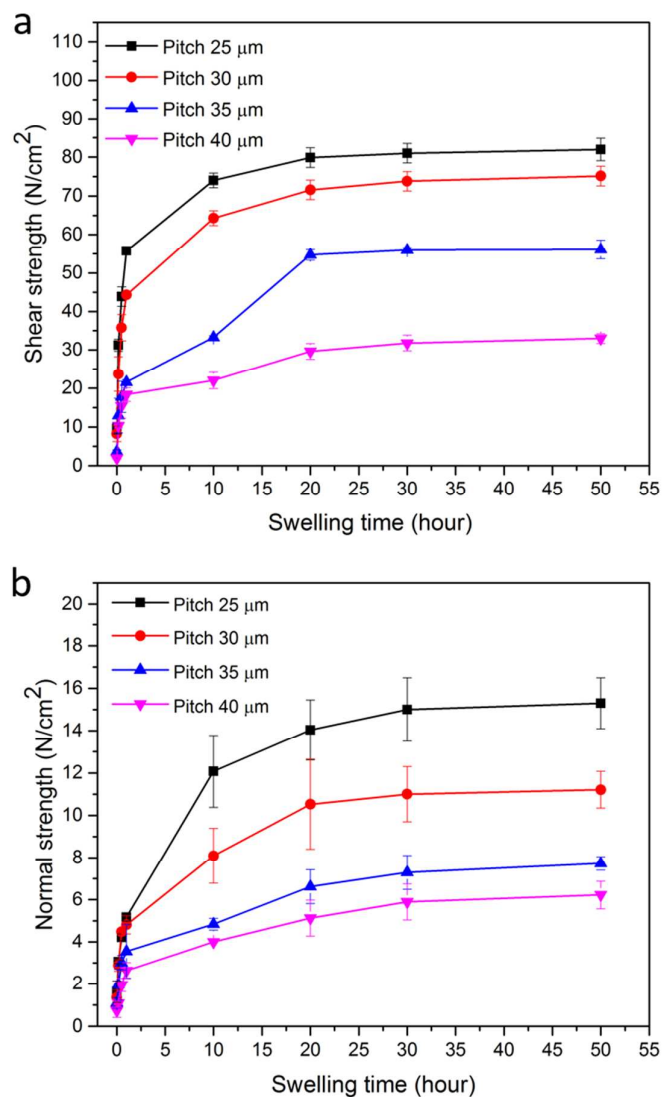 a
110
100
90
80
70
60
50
40
30
20
10
0
Shear strength (N/cm²)
Pitch 25 μm
Pitch 30 μm
Pitch 35 μm
Pitch 40 μm
0 5 10 15 20 25 30 35 40 45 50 55
Swelling time (hour)
b
20
18
16
14
12
10
8
6
4
2
0
Normal strength (N/cm²)
Pitch 25 μm
Pitch 30 μm
Pitch 35 μm
Pitch 40 μm
0 5 10 15 20 25 30 35 40 45 50 55
Swelling time (hour)